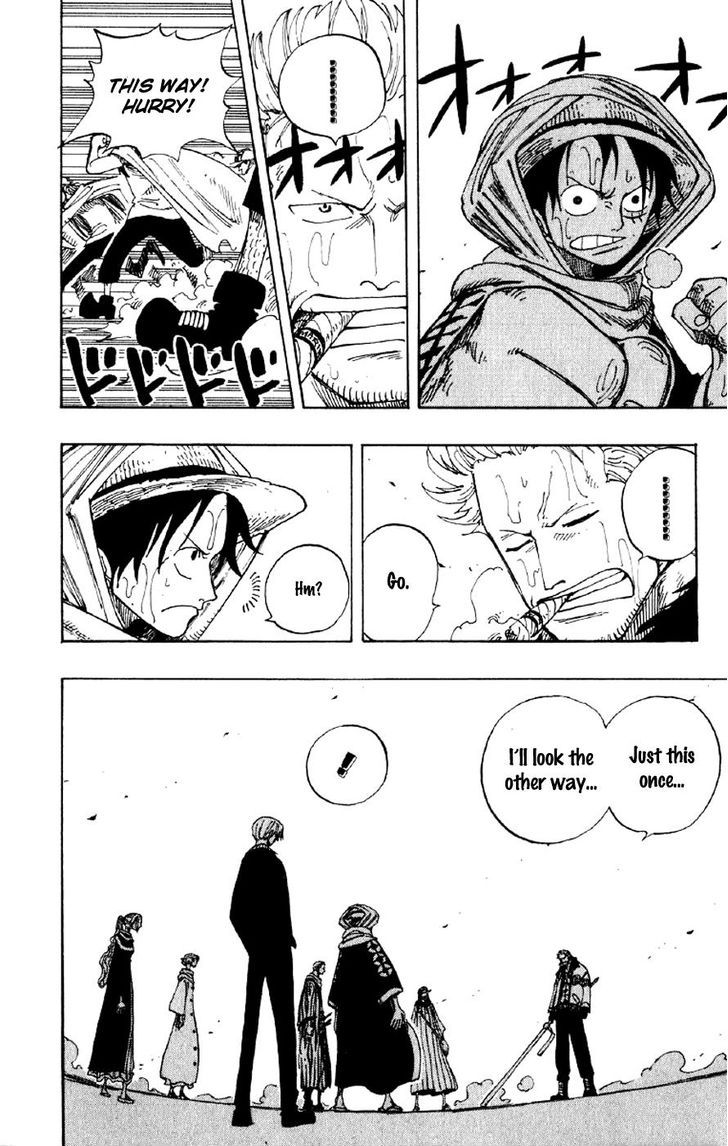 オオオオ
オオオ
THIS WAY!
HURRY!
ドドドド
Go.
Hm?
Just this
once...
I'll look the
other way...
!